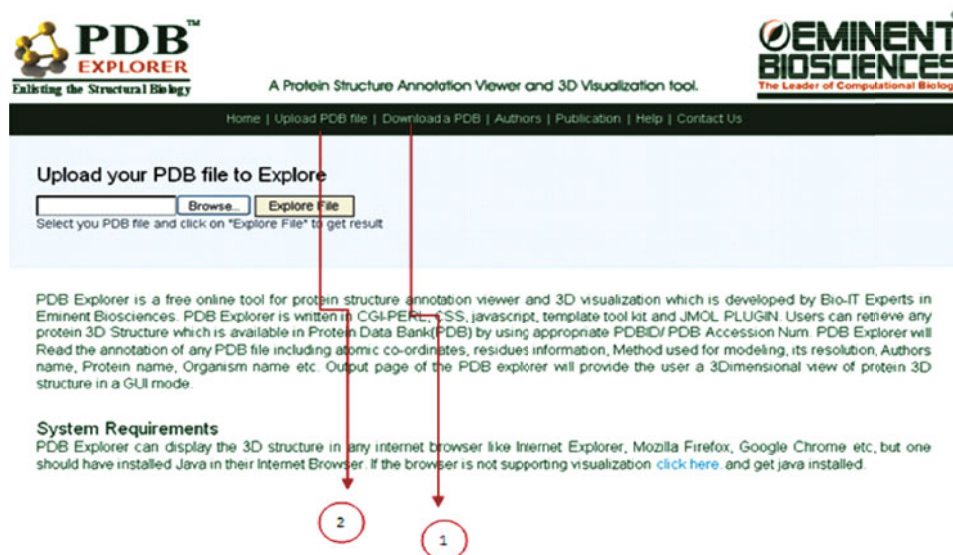 PDB™
EXPLORER
Enlisting the Structural Biology
A Protein Structure Annotation Viewer and 3D Visualization tool.
EMINENT
BIOSCIENCES
The Leader of Computational Biolog
Home | Upload PDB file | Download a PDB | Authors | Publication | Help | Contact Us
Upload your PDB file to Explore
Browse... Explore File
Select you PDB file and click on "Explore File" to get result
PDB Explorer is a free online tool for protein structure annotation viewer and 3D visualization which is developed by Bio-IT Experts in
Eminent Biosciences. PDB Explorer is written in CGI-PERL, CSS, javascript, template tool kit and JMOL PLUGIN. Users can retrieve any
protein 3D Structure which is available in Protein Data Bank(PDB) by using appropriate PDBID/ PDB Accession Num. PDB Explorer will
Read the annotation of any PDB file including atomic co-ordinates, residues information, Method used for modeling, its resolution, Authors
name, Protein name, Organism name etc. Output page of the PDB explorer will provide the user a 3Dimensional view of protein 3D
structure in a GUI mode.
System Requirements
PDB Explorer can display the 3D structure in any internet browser like Internet Explorer, Mozilla Firefox, Google Chrome etc, but one
should have installed Java in their Internet Browser. If the browser is not supporting visualization click here. and get java installed.
2
1